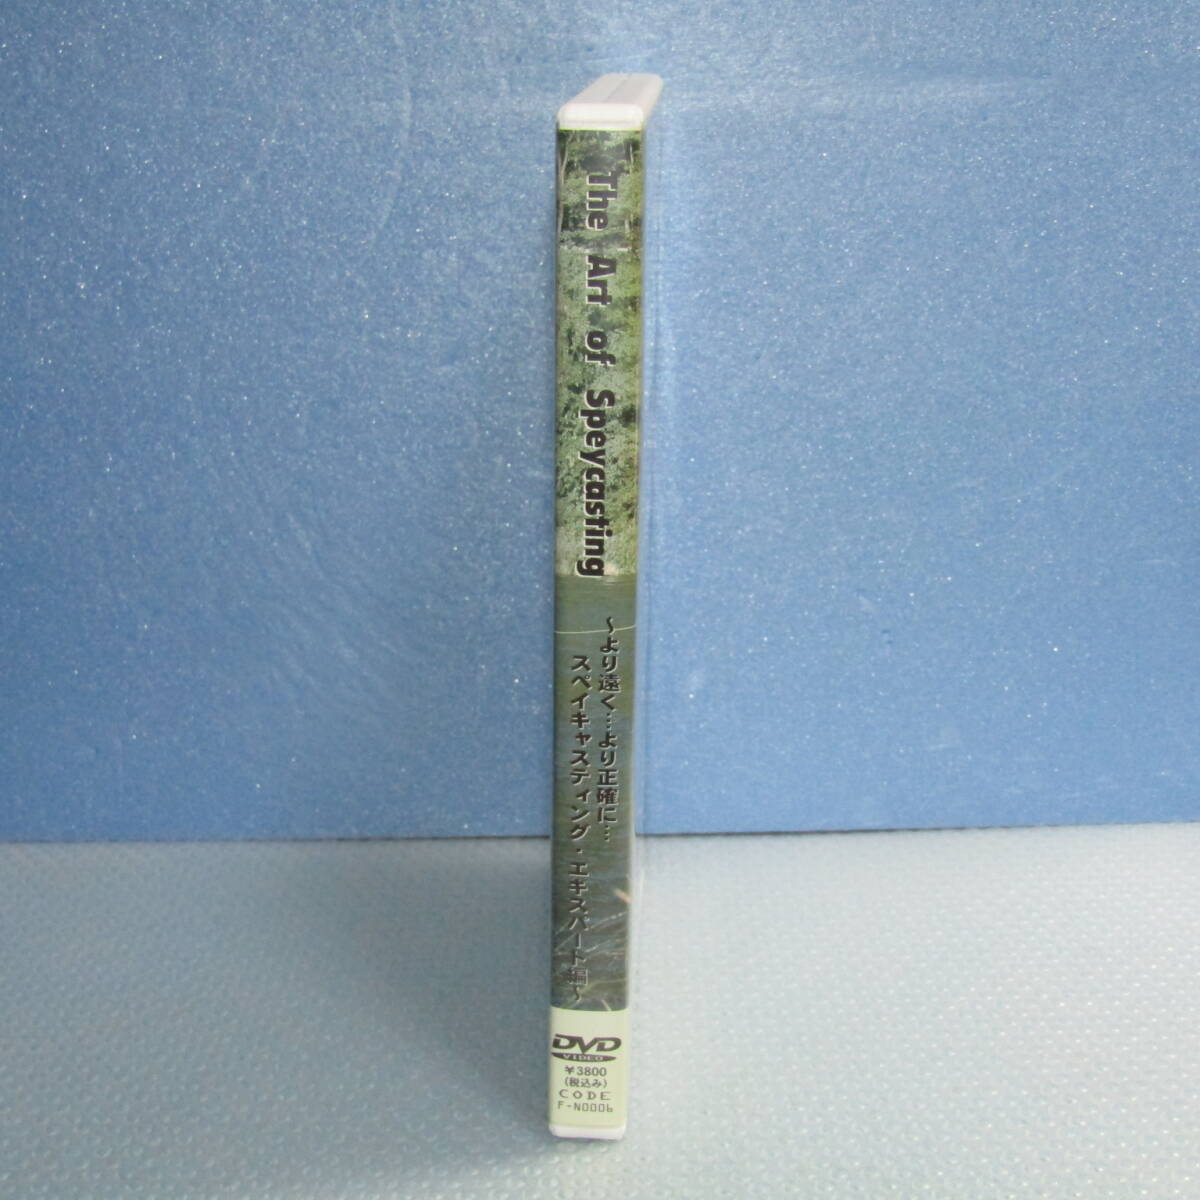 The Art of Speycasting
～より遠く…より正確に…
スペイキャスティング・エキスパート編～
DVD
VIDEO
￥3800
(税込み)
CODE
F-N0006